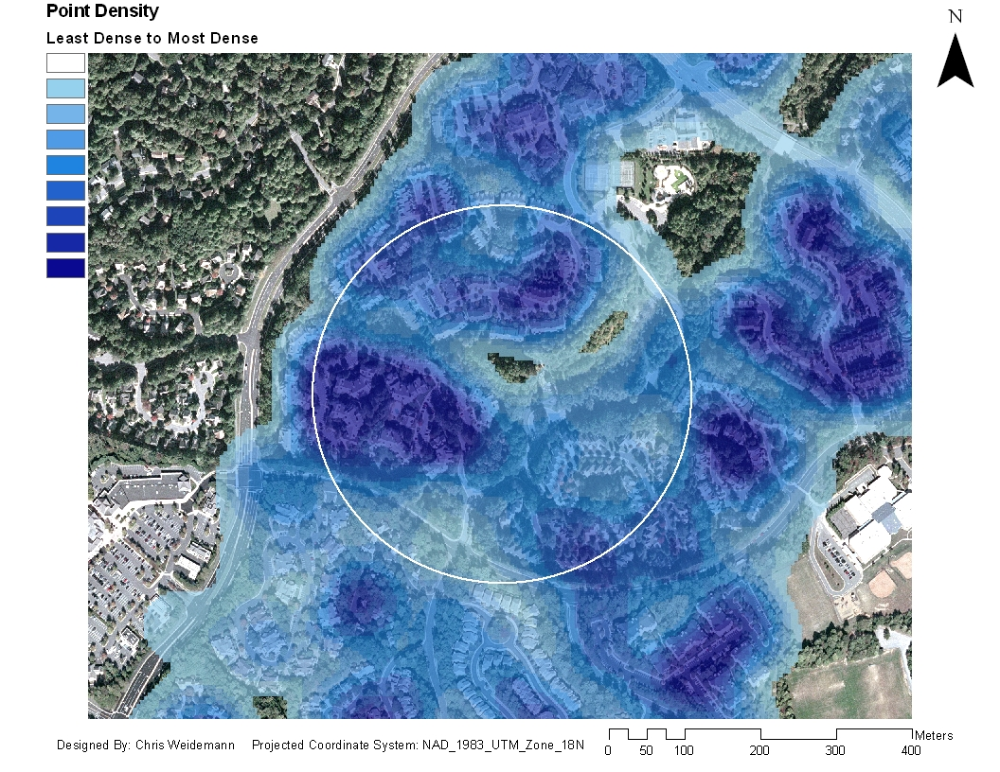 Point Density
Least Dense to Most Dense
N
Designed By: Chris Weidemann Projected Coordinate System: NAD_1983_UTM_Zone_18N
Meters
0 50 100 200 300 400